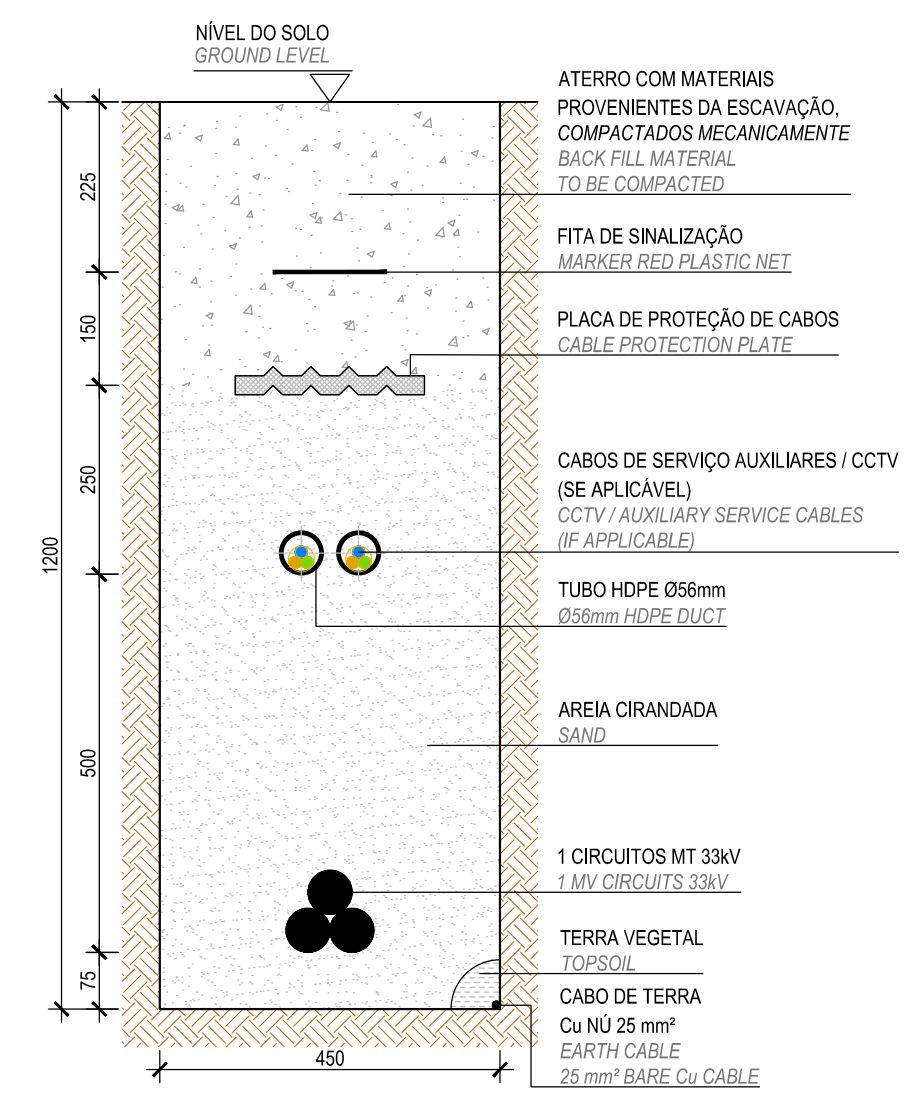 NÍVEL DO SOLO
GROUND LEVEL
ATERRO COM MATERIAIS
PROVENIENTES DA ESCAVAÇÃO,
COMPACTADOS MECANICAMENTE
BACK FILL MATERIAL
TO BE COMPACTED
FITA DE SINALIZAÇÃO
MARKER RED PLASTIC NET
PLACA DE PROTEÇÃO DE CABOS
CABLE PROTECTION PLATE
CABOS DE SERVIÇO AUXILIARES / CCTV
(SE APLICÁVEL)
CCTV / AUXILIARY SERVICE CABLES
(IF APPLICABLE)
TUBO HDPE Ø56mm
Ø56mm HDPE DUCT
AREIA CIRANDADA
SAND
1 CIRCUITOS MT 33kV
1 MV CIRCUITS 33kV
TERRA VEGETAL
TOPSOIL
CABO DE TERRA
Cu NÚ 25 mm²
EARTH CABLE
25 mm² BARE Cu CABLE
225
150
250
500
75
1200
450